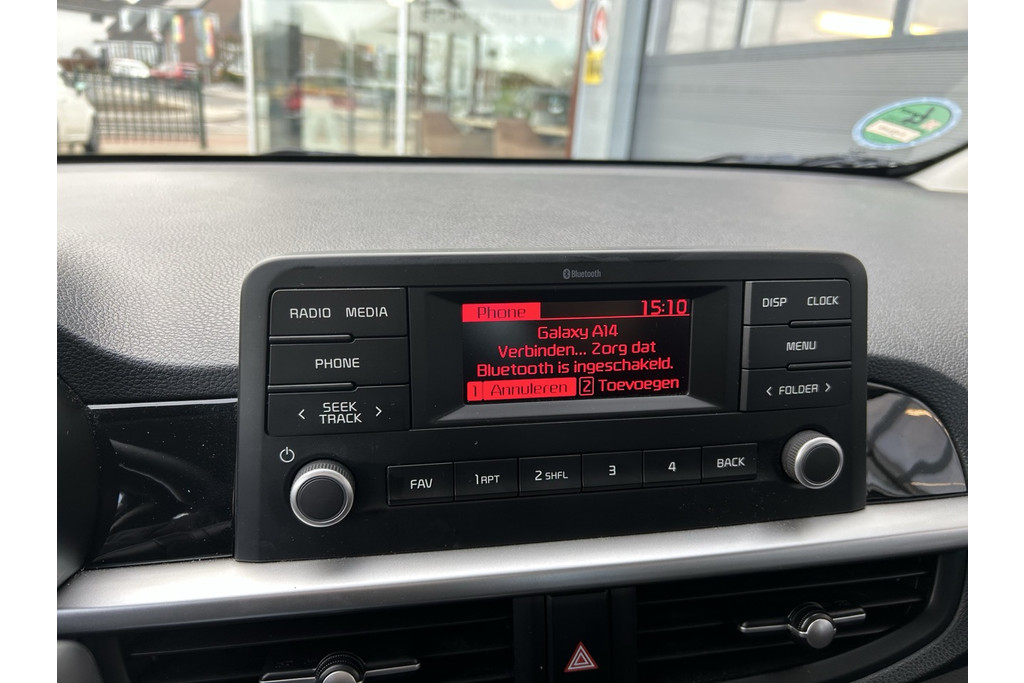 Bluetooth
RADIO MEDIA
PHONE
< SEEK >
TRACK
Phone 15:10
Galaxy A14
Verbinden... Zorg dat
Bluetooth is ingeschakeld.
1 Annuleren 2 Toevoegen
DISP CLOCK
MENU
< FOLDER >
FAV 1 RPT 2 SHFL 3 4 BACK